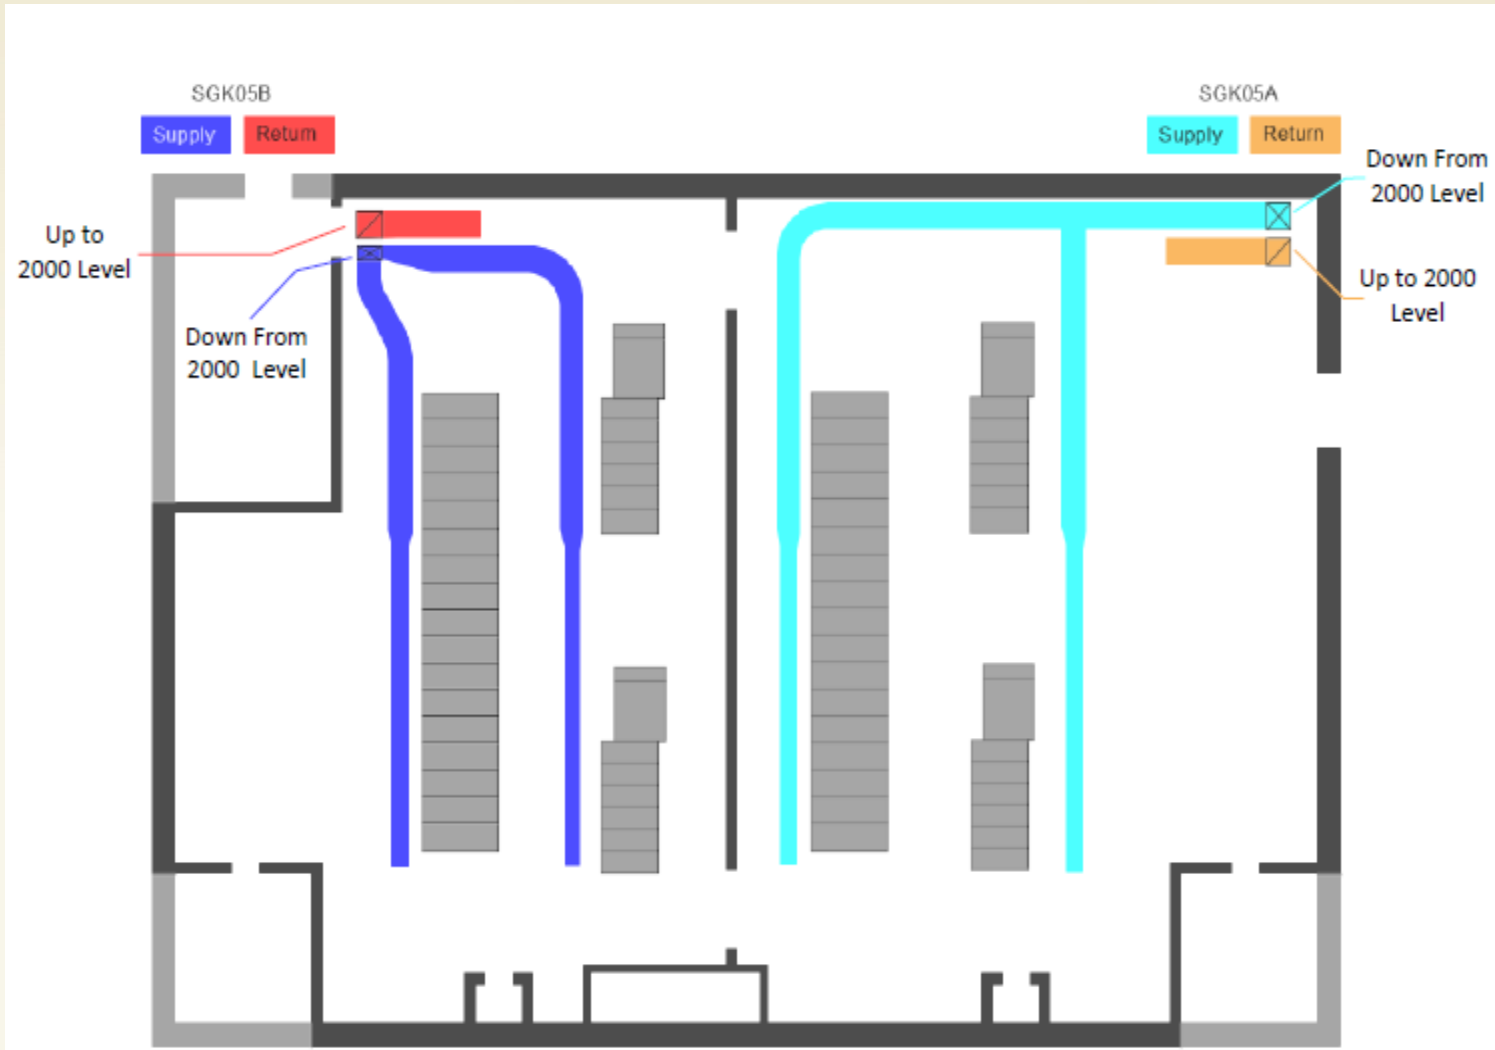 SGK05B
Supply
Return
SGK05A
Supply
Return
Down From
2000 Level
Up to
2000 Level
Up to 2000
Level
Down From
2000 Level